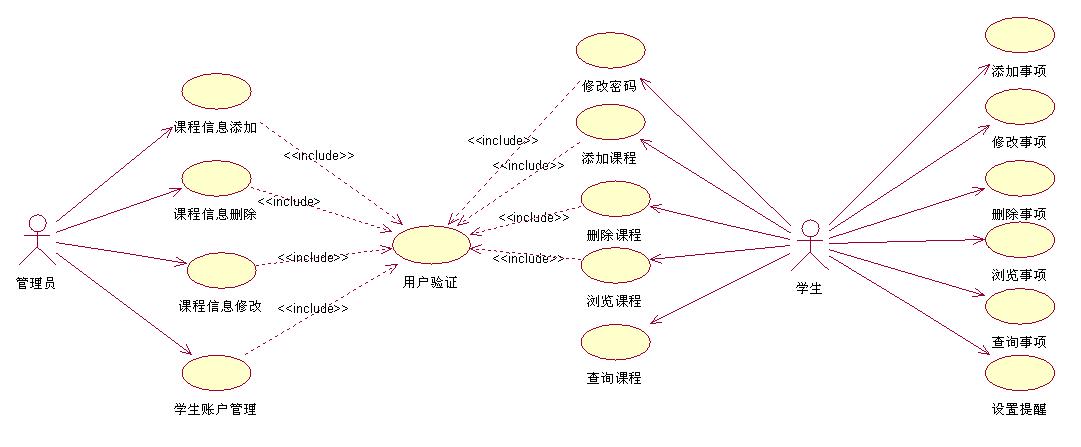 添加事项
修改密码
课程信息添加
<<include>>
添加课程
修改事项
<<include>>
<<include>>
课程信息删除
<<include>
删除课程
<<include>>
删除事项
管理员
用户验证
学生
<<include>>
<<include>>
浏览事项
课程信息修改
浏览课程
<<include>>
查询事项
学生账户管理
查询课程
设置提醒